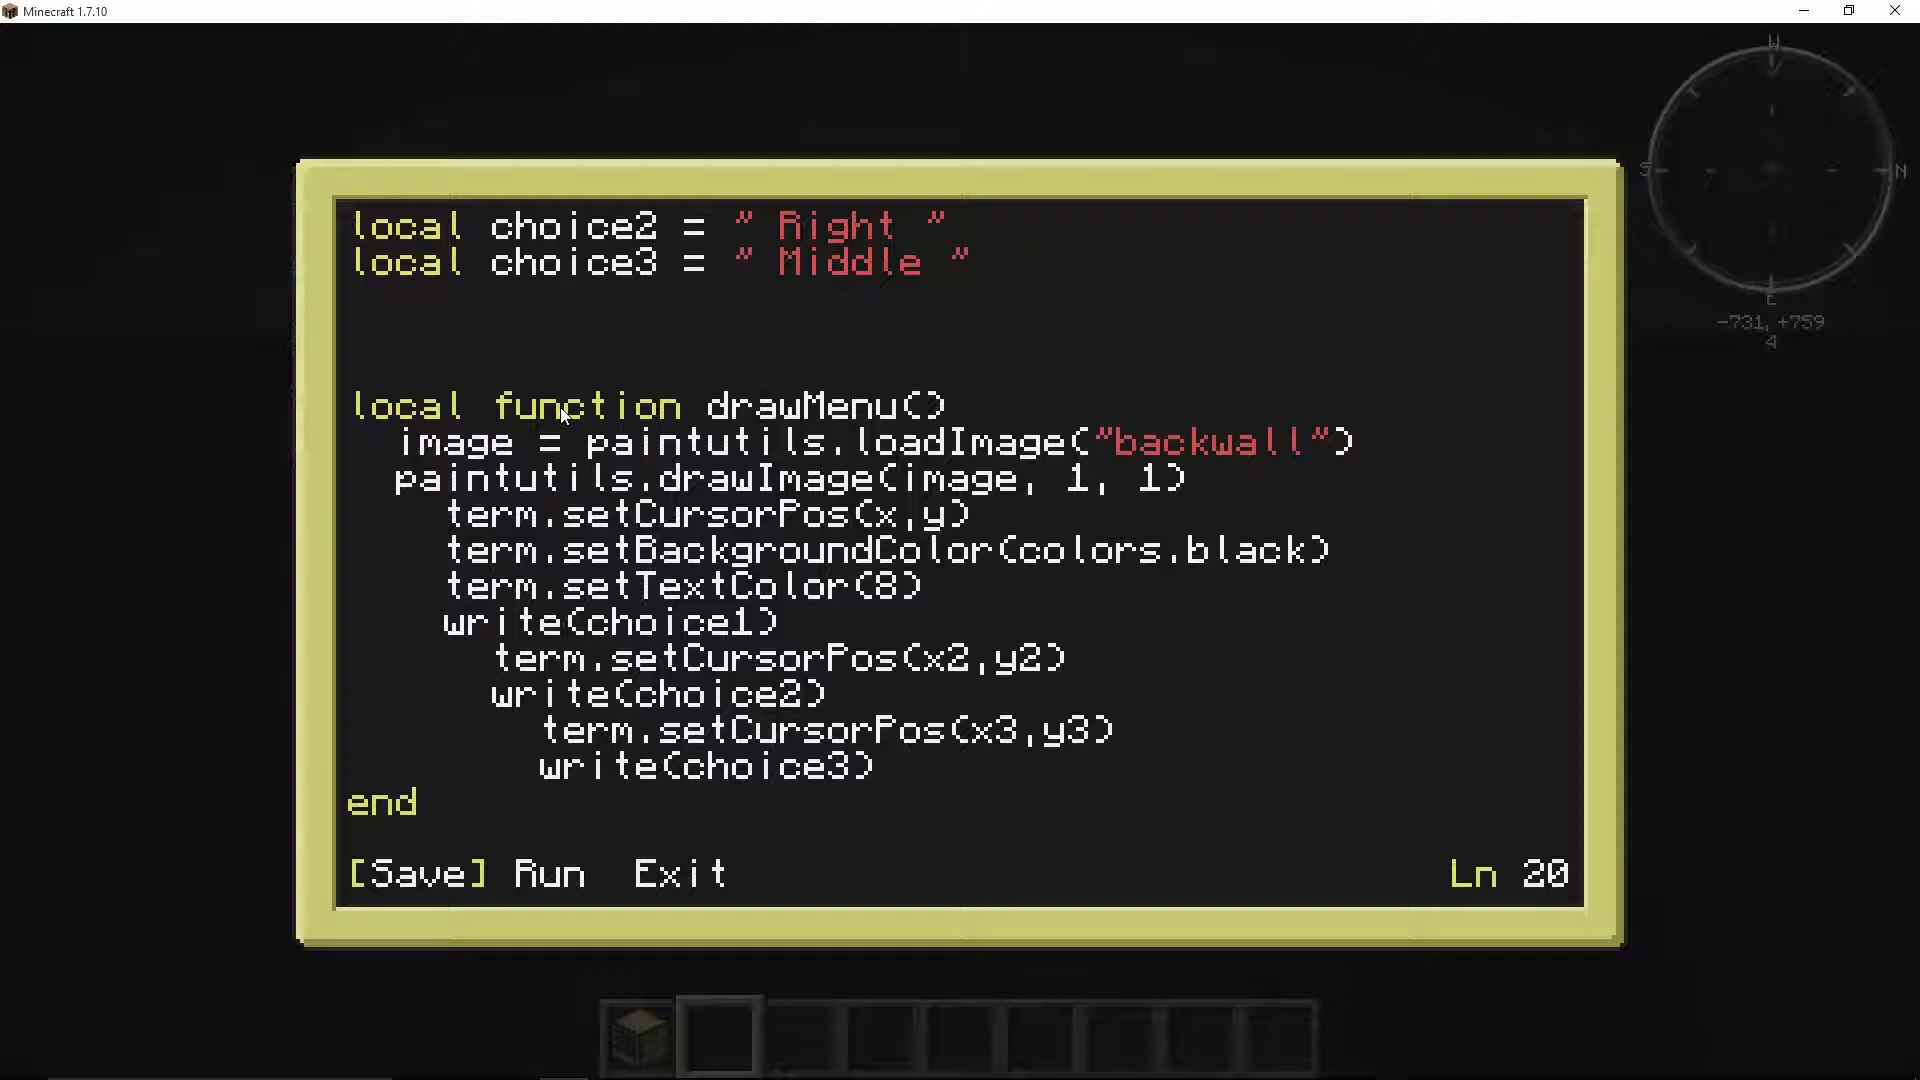 Minecraft 1.7.10
W
S
N
E
-731, +759
local choice2 = " Right "
local choice3 = " Middle "
local function drawMenu()
image = paintutils.loadImage("backwall")
paintutils.drawImage(image, 1, 1)
term.setCursorPos(x,y)
term.setBackgroundColor(colors.black)
term.setTextColor(8)
write(choice1)
term.setCursorPos(x2,y2)
write(choice2)
term.setCursorPos(x3,y3)
write(choice3)
end
[Save] Run Exit Ln 20